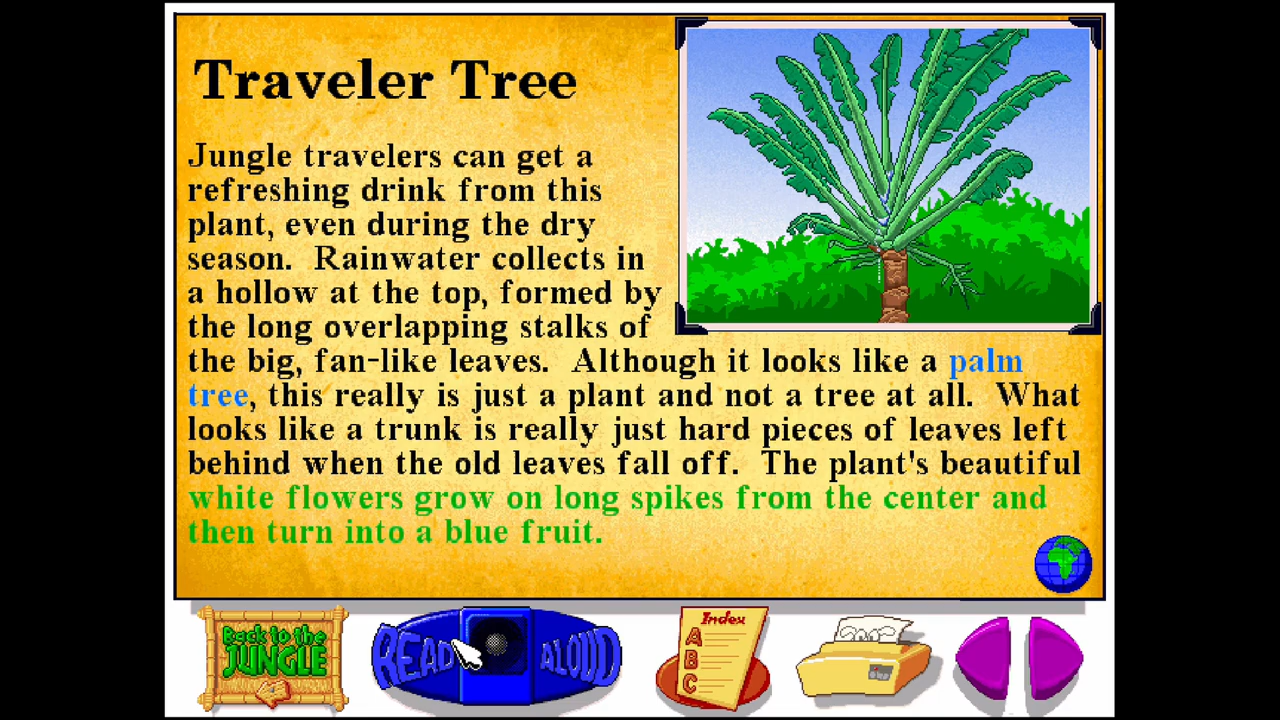 Traveler Tree
Jungle travelers can get a
refreshing drink from this
plant, even during the dry
season.  Rainwater collects in
a hollow at the top, formed by
the long overlapping stalks of
the big, fan-like leaves.  Although it looks like a palm
tree, this really is just a plant and not a tree at all.  What
looks like a trunk is really just hard pieces of leaves left
behind when the old leaves fall off.  The plant's beautiful
white flowers grow on long spikes from the center and
then turn into a blue fruit.
Back to the
JUNGLE
READ ALOUD
Index
A
B
C